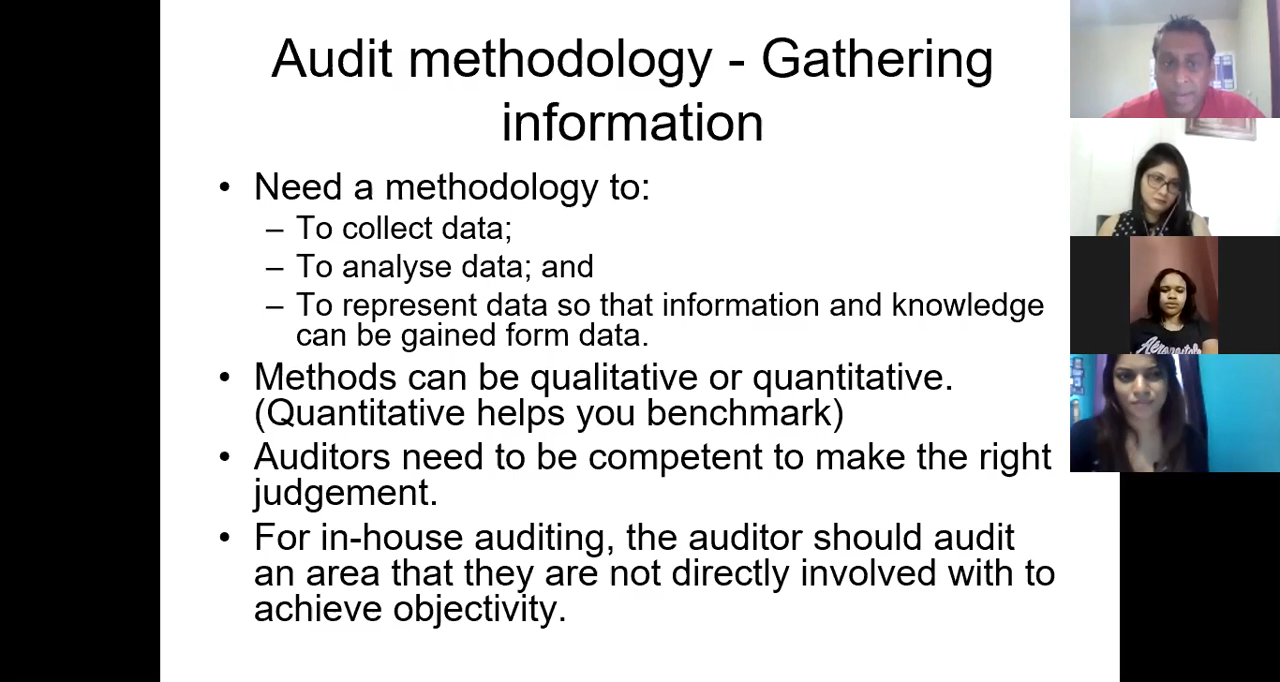 Audit methodology - Gathering
information
• Need a methodology to:
– To collect data;
– To analyse data; and
– To represent data so that information and knowledge
can be gained form data.
• Methods can be qualitative or quantitative.
(Quantitative helps you benchmark)
• Auditors need to be competent to make the right
judgement.
• For in-house auditing, the auditor should audit
an area that they are not directly involved with to
achieve objectivity.